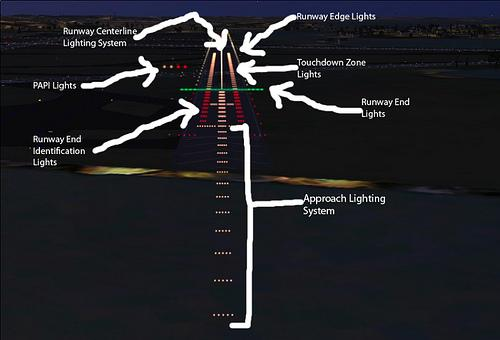 Runway Centerline
Lighting System
Runway Edge Lights
PAPI Lights
Touchdown Zone
Lights
Runway End
Lights
Runway End
Identification
Lights
Approach Lighting
System